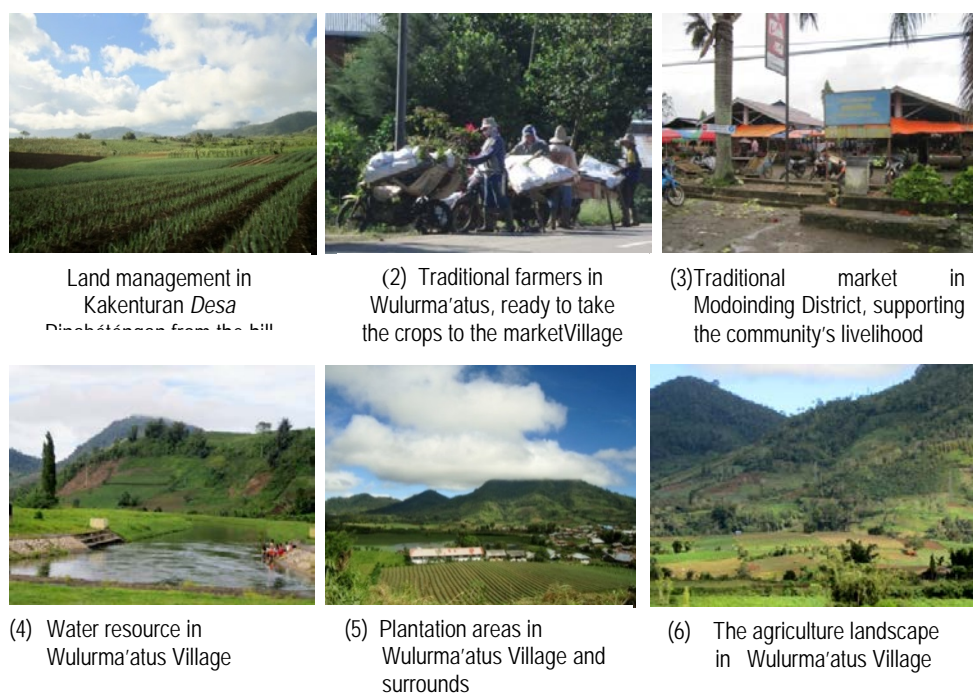 Land management in
Kakenturan Desa
(2) Traditional farmers in
Wulurma'atus, ready to take
the crops to the marketVillage
(3)Traditional market in
Modoinding District, supporting
the community's livelihood
(4) Water resource in
Wulurma'atus Village
(5) Plantation areas in
Wulurma'atus Village and
surrounds
(6) The agriculture landscape
in Wulurma'atus Village